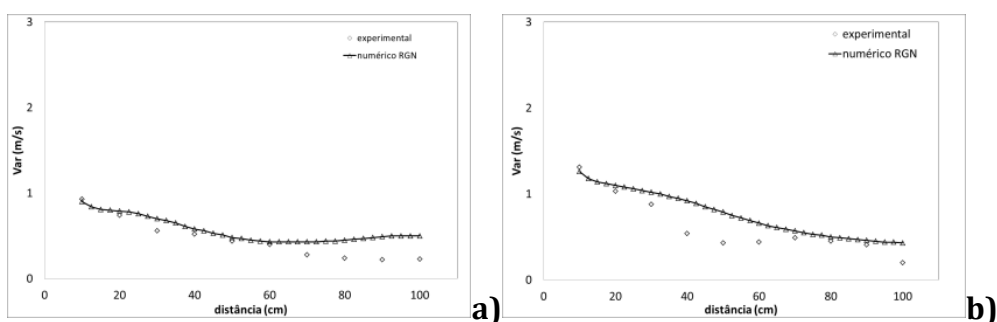 3
2
1
0
Var (m/s)
0 20 40 60 80 100
distância (cm)
experimental
numérico RGN
a)
3
2
1
0
Var (m/s)
0 20 40 60 80 100
distância (cm)
experimental
numérico RGN
b)